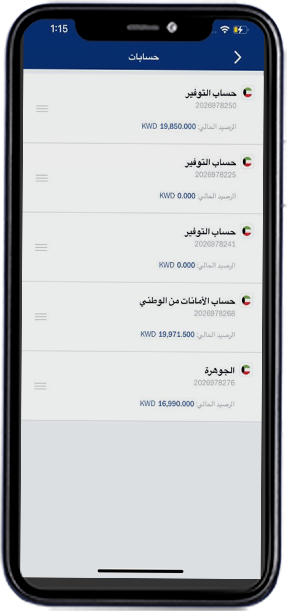 1:15
حسابات
حساب التوفير
2026978250
الرصيد الحالي: KWD 19,850.000
حساب التوفير
2026978225
الرصيد الحالي: KWD 0.000
حساب التوفير
2026978241
الرصيد الحالي: KWD 0.000
حساب الأمانات من الوطني
2026978268
الرصيد الحالي: KWD 19,971.500
الجوهرة
2026978276
الرصيد الحالي: KWD 16,990.000